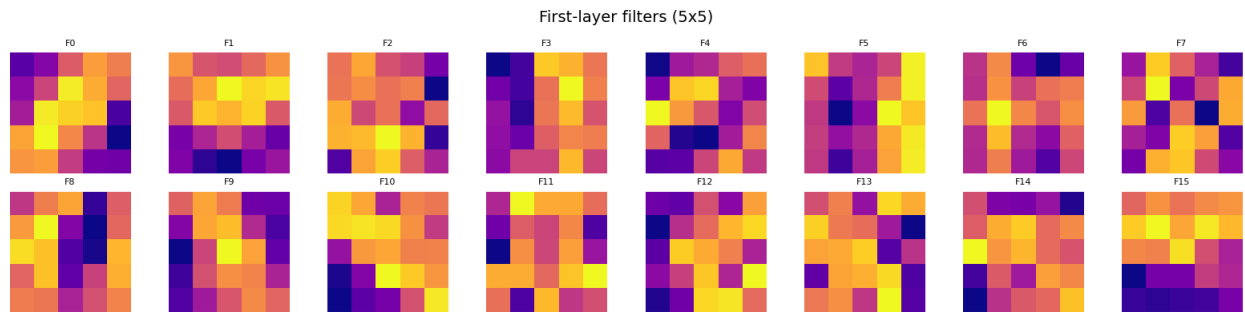 First-layer filters (5x5)
F0 F1 F2 F3 F4 F5 F6 F7
F8 F9 F10 F11 F12 F13 F14 F15